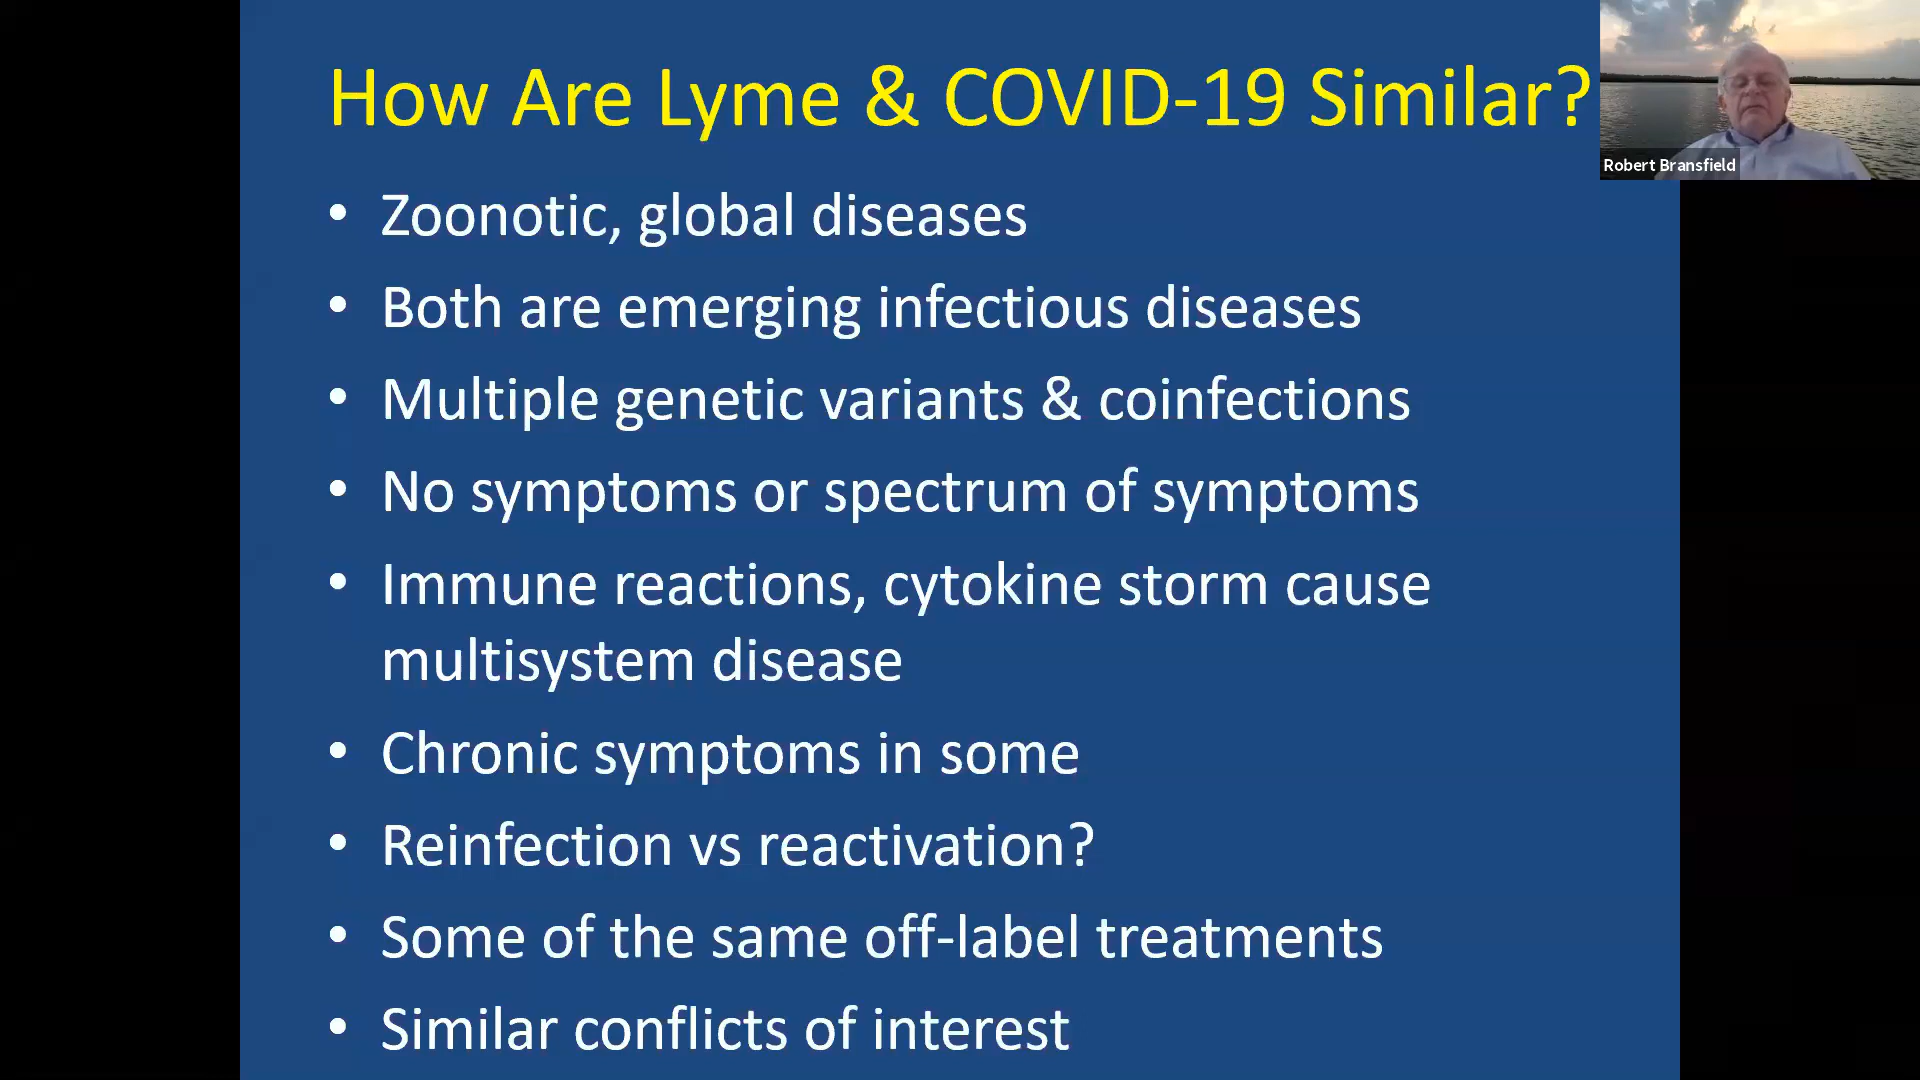 How Are Lyme & COVID-19 Similar?
Robert Bransfield
• Zoonotic, global diseases
• Both are emerging infectious diseases
• Multiple genetic variants & coinfections
• No symptoms or spectrum of symptoms
• Immune reactions, cytokine storm cause
multisystem disease
• Chronic symptoms in some
• Reinfection vs reactivation?
• Some of the same off-label treatments
• Similar conflicts of interest